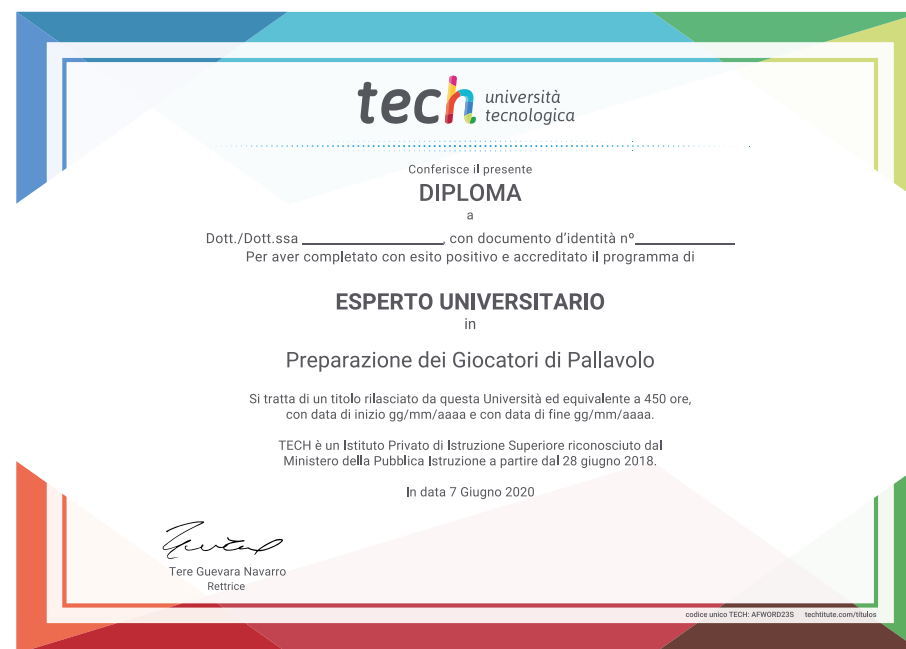 tech università
tecnologica
Conferisce il presente
DIPLOMA
a
Dott./Dott.ssa ____________________, con documento d'identità nº______________
Per aver completato con esito positivo e accreditato il programma di
ESPERTO UNIVERSITARIO
in
Preparazione dei Giocatori di Pallavolo
Si tratta di un titolo rilasciato da questa Università ed equivalente a 450 ore,
con data di inizio gg/mm/aaaa e con data di fine gg/mm/aaaa.
TECH è un Istituto Privato di Istruzione Superiore riconosciuto dal
Ministero della Pubblica Istruzione a partire dal 28 giugno 2018.
In data 7 Giugno 2020
Tere Guevara Navarro
Rettrice
codice unico TECH: AFWORD23S techtitute.com/titulos